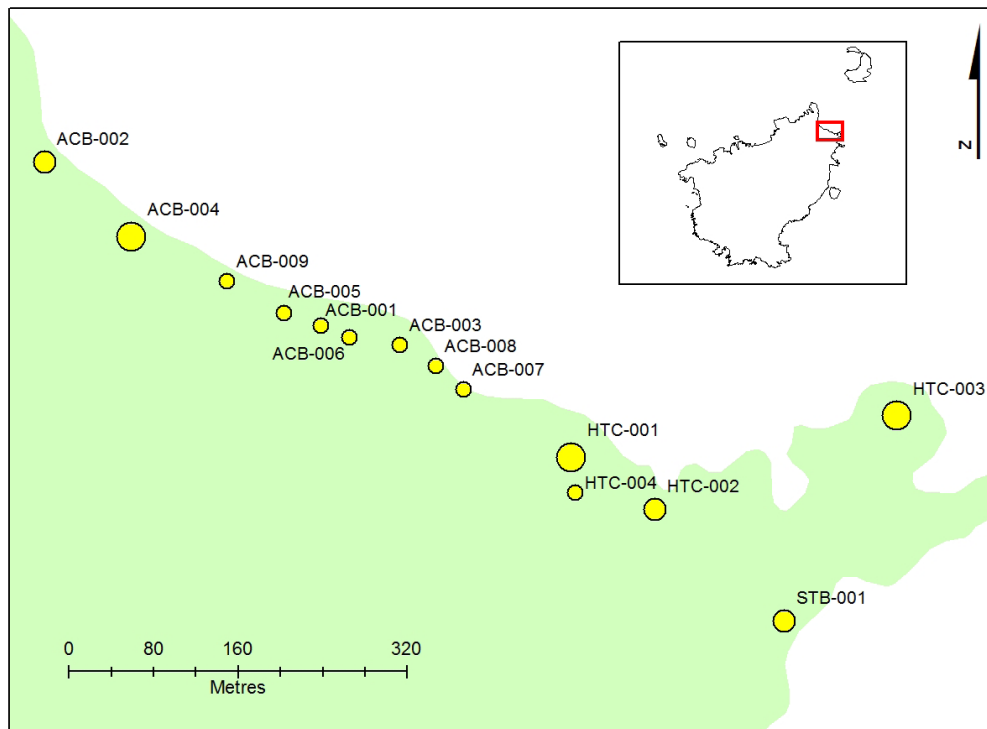 ACB-002
ACB-004
ACB-009
ACB-005
ACB-001
ACB-006
ACB-003
ACB-008
ACB-007
HTC-003
HTC-001
HTC-004
HTC-002
STB-001
0 80 160 320
Metres
N